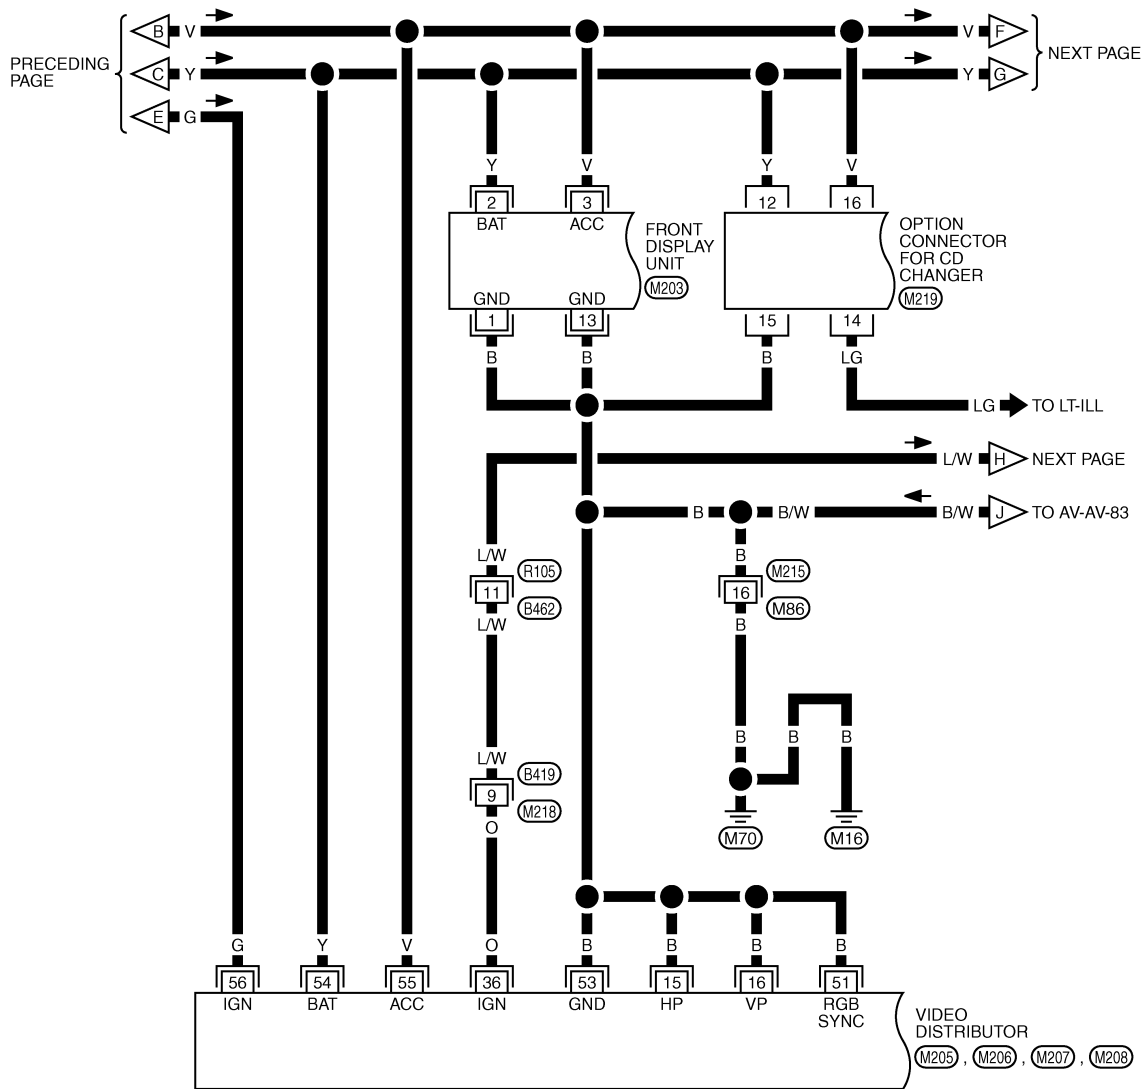 B V V F
PRECEDING
PAGE
C Y Y G
NEXT PAGE
E G
Y V Y V
2 3 12 16
BAT ACC
FRONT
DISPLAY
UNIT
M203
OPTION
CONNECTOR
FOR CD
CHANGER
M219
GND GND
1 13 15 14
B B B LG
LG TO LT-ILL
L/W H NEXT PAGE
B B/W B/W J TO AV-AV-83
L/W R105 B M215
11 16
B462 M86
L/W B
B B B
L/W B419
9
M218
O
M70 M16
G Y V O B B B B
56 54 55 36 53 15 16 51
IGN BAT ACC IGN GND HP VP RGB
SYNC
VIDEO
DISTRIBUTOR
M205 , M206 , M207 , M208